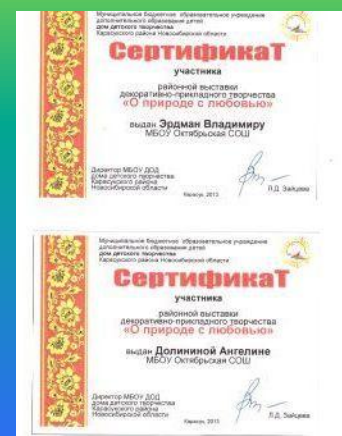 Муниципальное бюджетное образовательное учреждение
дополнительного образования детей
дом детского творчества
Карасукского района Новосибирской области
СертификаТ
участника
районной выставки
декоративно-прикладного творчества
«О природе с любовью»
выдан Эрдман Владимиру
МБОУ Октябрьская СОШ
Директор МБОУ ДОД
дома детского творчества
Карасукского района
Новосибирской области
Л.Д. Зайцева
Карасук, 2013
Муниципальное бюджетное образовательное учреждение
дополнительного образования детей
дом детского творчества
Карасукского района Новосибирской области
СертификаТ
участника
районной выставки
декоративно-прикладного творчества
«О природе с любовью»
выдан Долининой Ангелине
МБОУ Октябрьская СОШ
Директор МБОУ ДОД
дома детского творчества
Карасукского района
Новосибирской области
Л.Д. Зайцева
Карасук, 2013